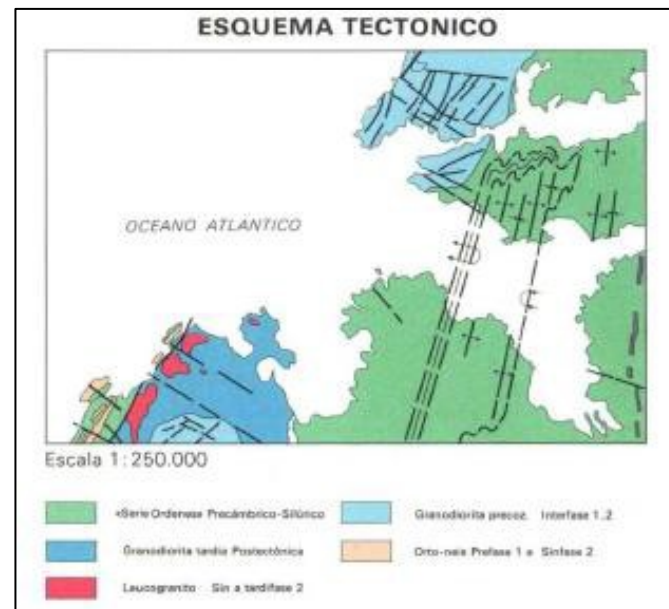 ESQUEMA TECTONICO
OCEANO ATLANTICO
Escala 1:250.000
«Serie Ordenes» Precámbrico-Silúrico
Granodiorita precoz. Interfase 1.2
Granodiorita tardia Postectónica
Orto-neis Prefase 1 o Sinfase 2
Leucogranito Sin a tardifase 2